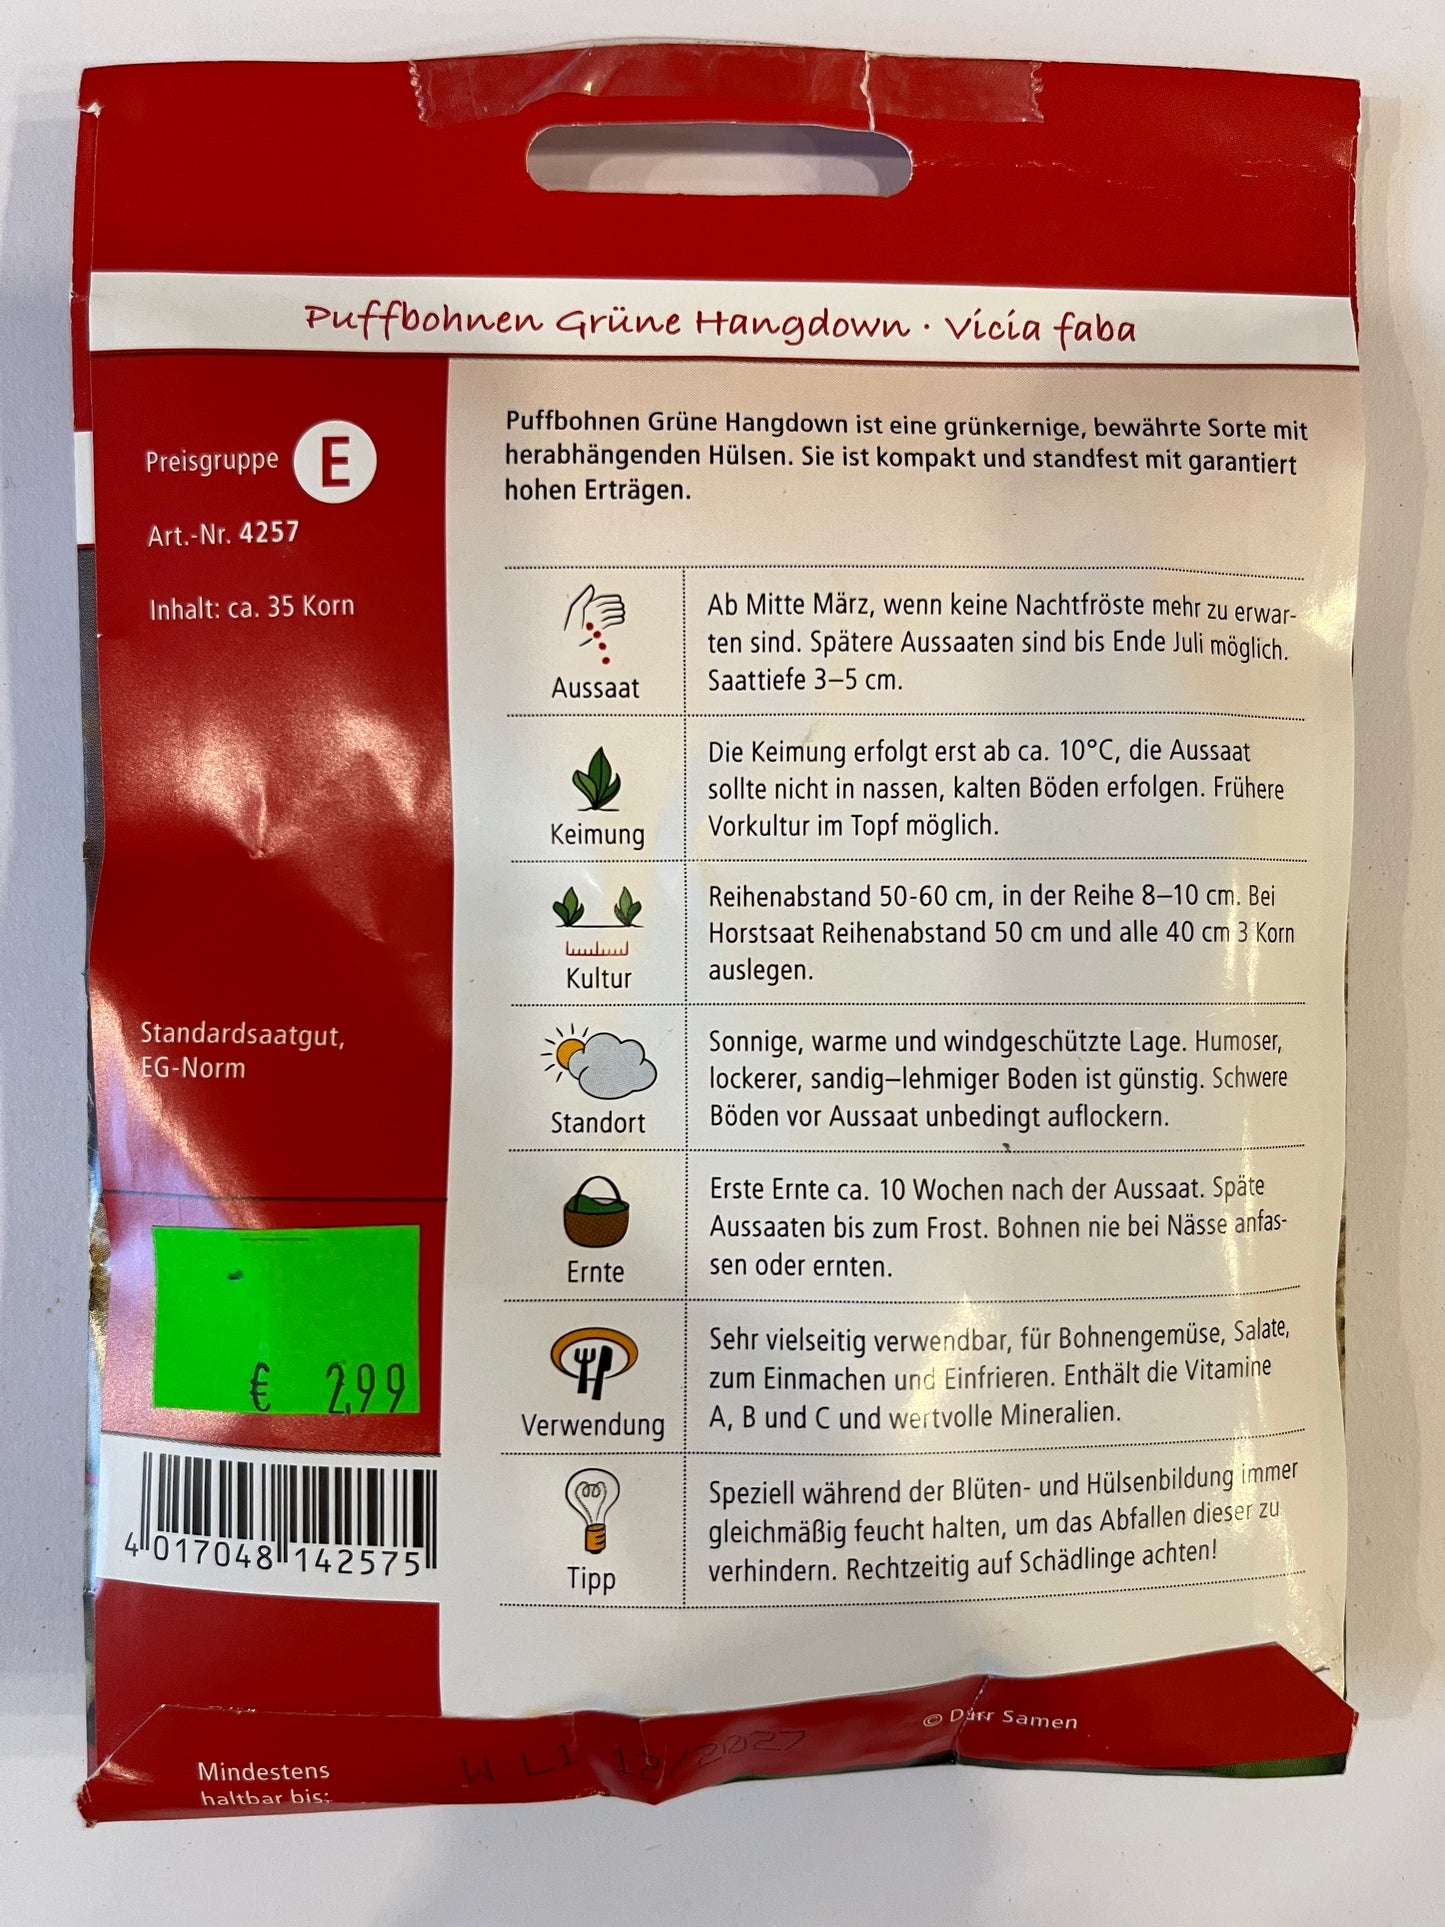 Puffbohnen Grüne Hangdown · Vicia faba
Preisgruppe E
Art.-Nr. 4257
Inhalt: ca. 35 Korn
Standardsaatgut,
EG-Norm
€ 2,99
4 017048 142575
Puffbohnen Grüne Hangdown ist eine grünkernige, bewährte Sorte mit
herabhängenden Hülsen. Sie ist kompakt und standfest mit garantiert
hohen Erträgen.
Aussaat
Ab Mitte März, wenn keine Nachtfröste mehr zu erwar-
ten sind. Spätere Aussaaten sind bis Ende Juli möglich.
Saattiefe 3–5 cm.
Keimung
Die Keimung erfolgt erst ab ca. 10°C, die Aussaat
sollte nicht in nassen, kalten Böden erfolgen. Frühere
Vorkultur im Topf möglich.
Kultur
Reihenabstand 50-60 cm, in der Reihe 8–10 cm. Bei
Horstsaat Reihenabstand 50 cm und alle 40 cm 3 Korn
auslegen.
Standort
Sonnige, warme und windgeschützte Lage. Humoser,
lockerer, sandig–lehmiger Boden ist günstig. Schwere
Böden vor Aussaat unbedingt auflockern.
Ernte
Erste Ernte ca. 10 Wochen nach der Aussaat. Späte
Aussaaten bis zum Frost. Bohnen nie bei Nässe anfas-
sen oder ernten.
Verwendung
Sehr vielseitig verwendbar, für Bohnengemüse, Salate,
zum Einmachen und Einfrieren. Enthält die Vitamine
A, B und C und wertvolle Mineralien.
Tipp
Speziell während der Blüten- und Hülsenbildung immer
gleichmäßig feucht halten, um das Abfallen dieser zu
verhindern. Rechtzeitig auf Schädlinge achten!
© Dürr Samen
Mindestens
haltbar bis:
W L1 12/2027